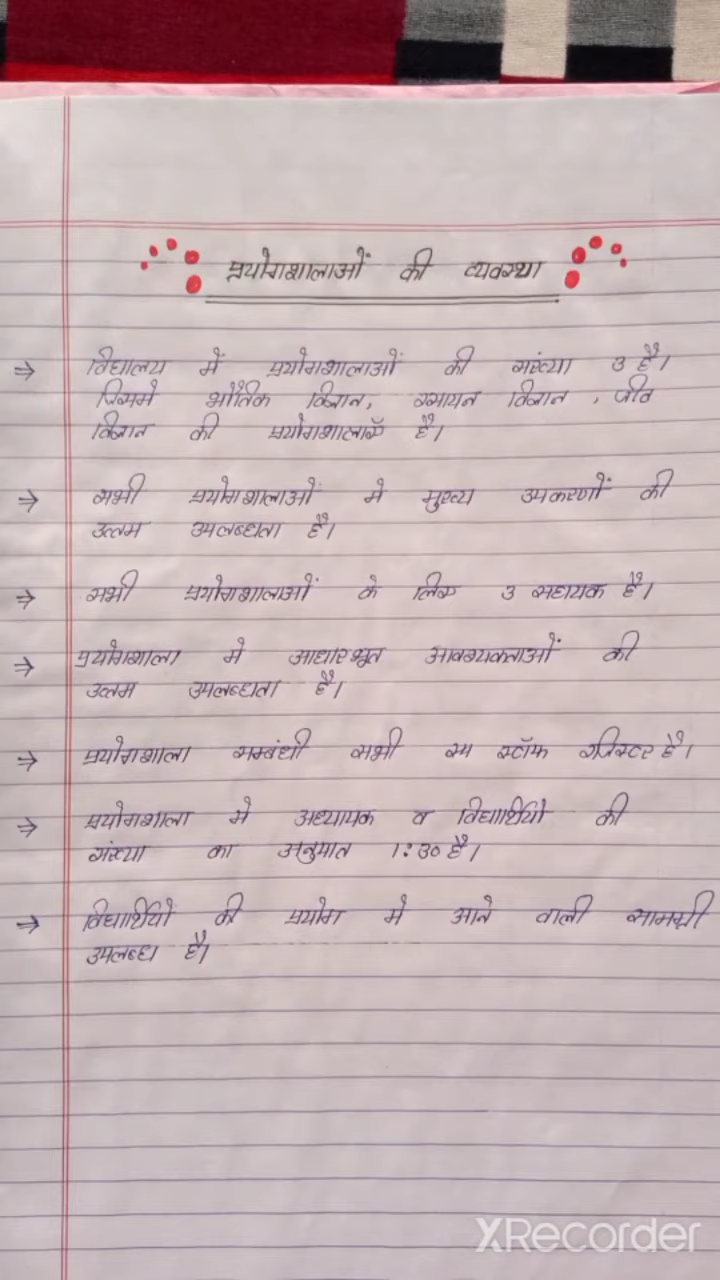 प्रयोगशालाओं की व्यवस्था
⇒ विद्यालय में प्रयोगशालाओं की संख्या 3 है।
जिसमे भौतिक विज्ञान, रसायन विज्ञान, जीव
विज्ञान की प्रयोगशालाएँ है।
⇒ सभी प्रयोगशालाओं मे मुख्य उपकरणों की
उत्तम उपलब्धता है।
⇒ सभी प्रयोगशालाओं के लिए 3 सहायक है।
⇒ प्रयोगशाला मे आधारभूत आवश्यकताओं की
उत्तम उपलब्धता है।
⇒ प्रयोगशाला सम्बंधी सभी स्टॉफ रजिस्टर है।
⇒ प्रयोगशाला मे अध्यापक व विद्यार्थियों की
संख्या का अनुपात 1:30 है।
⇒ विद्यार्थियों की प्रयोग मे आने वाली सामग्री
उपलब्ध है।
XRecorder